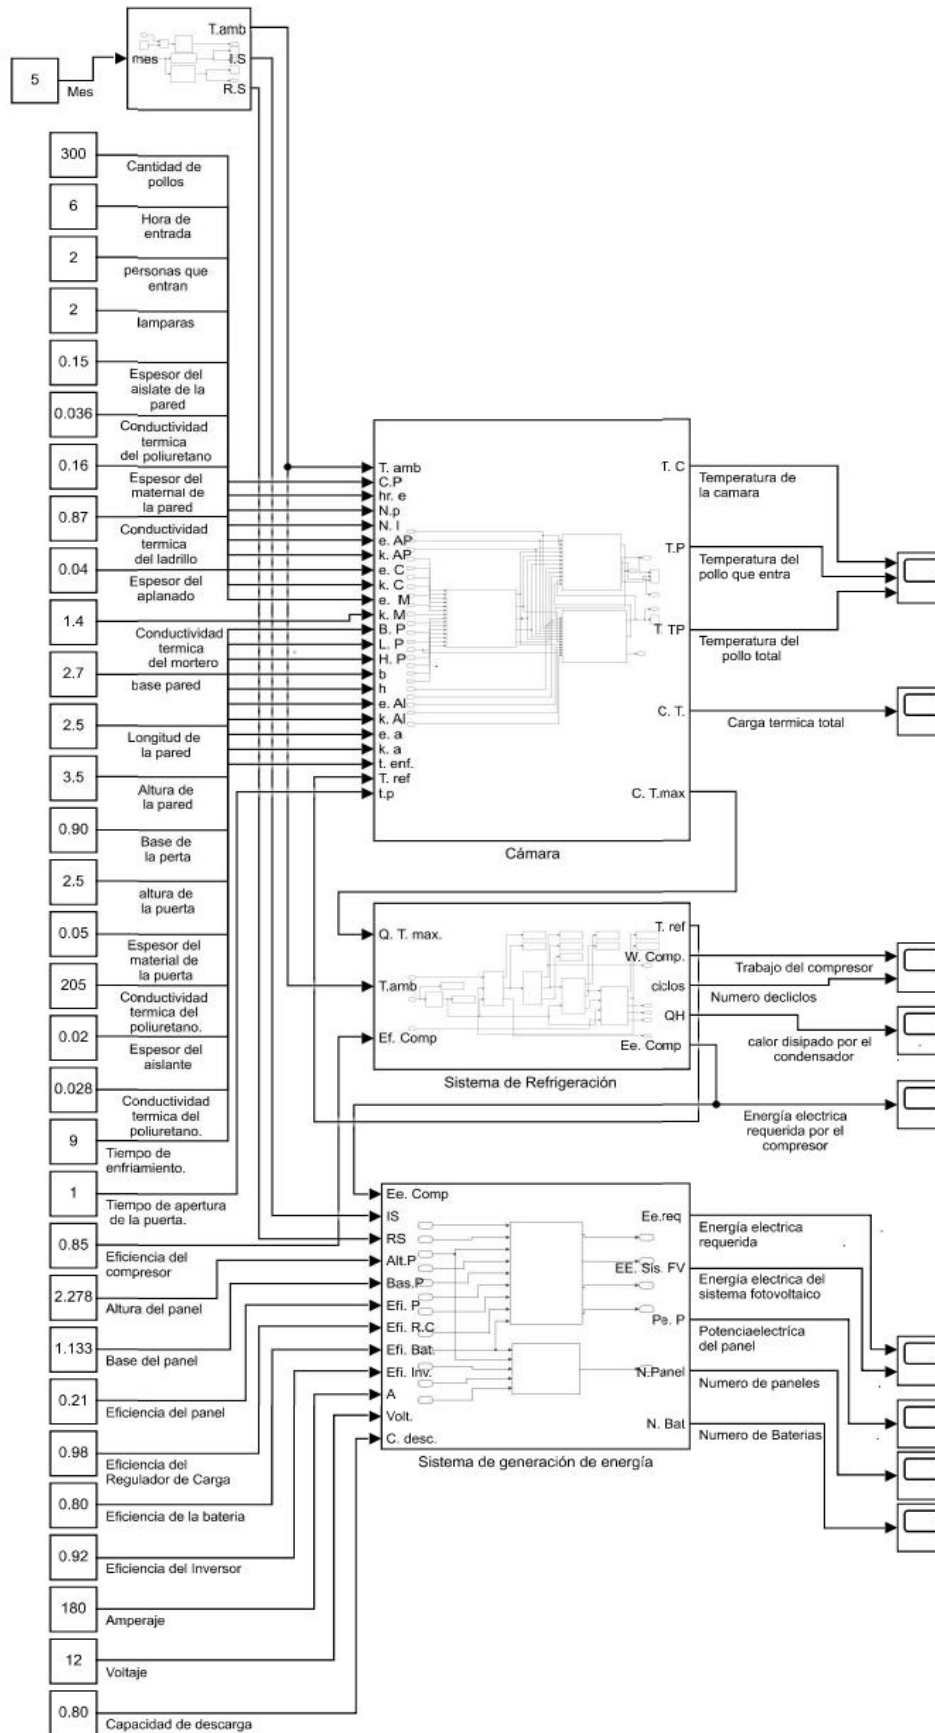 5
Mes
mes
T.amb
I.S
R.S
300
Cantidad de
pollos
6
Hora de
entrada
2
personas que
entran
2
lamparas
0.15
Espesor del
aislate de la
pared
0.036
Conductividad
termica
del poliuretano
0.16
Espesor del
maternal de
la pared
0.87
Conductividad
termica
del ladrillo
0.04
Espesor del
aplanado
1.4
Conductividad
termica
del mortero
2.7
base pared
2.5
Longitud de
la pared
3.5
Altura de
la pared
0.90
Base de
la perta
2.5
altura de
la puerta
0.05
Espesor del
material de
la puerta
205
Conductividad
termica del
poliuretano.
0.02
Espesor del
aislante
0.028
Conductividad
termica del
poliuretano.
9
Tiempo de
enfriamiento.
1
Tiempo de apertura
de la puerta.
0.85
Eficiencia del
compresor
2.278
Altura del panel
1.133
Base del panel
0.21
Eficiencia del panel
0.98
Eficiencia del
Regulador de Carga
0.80
Eficiencia de la bateria
0.92
Eficiencia del Inversor
180
Amperaje
12
Voltaje
0.80
Capacidad de descarga
T. amb
C.P
hr. e
N.p
N. l
e. AP
k. AP
e. C
k. C
e. M
k. M
B. P
L. P
H. P
b
h
e. Al
k. Al
e. a
k. a
t. enf.
T. ref
t.p
T. C
T.P
T. TP
C. T.
C. T.max
Cámara
Temperatura de
la camara
Temperatura del
pollo que entra
Temperatura del
pollo total
Carga termica total
Q. T. max.
T.amb
Ef. Comp
T. ref
W. Comp.
ciclos
QH
Ee. Comp
Sistema de Refrigeración
Trabajo del compresor
Numero decliclos
calor disipado por el
condensador
Energía electrica
requerida por el
compresor
Ee. Comp
IS
RS
Alt.P
Bas.P
Efi. P
Efi. R.C
Efi. Bat.
Efi. Inv.
A
Volt.
C. desc.
Ee.req
EE. Sis. FV
Pe. P
N.Panel
N. Bat
Sistema de generación de energía
Energía electrica
requerida
Energía electrica del
sistema fotovoltaico
Potenciaelectríca
del panel
Numero de paneles
Numero de Baterias